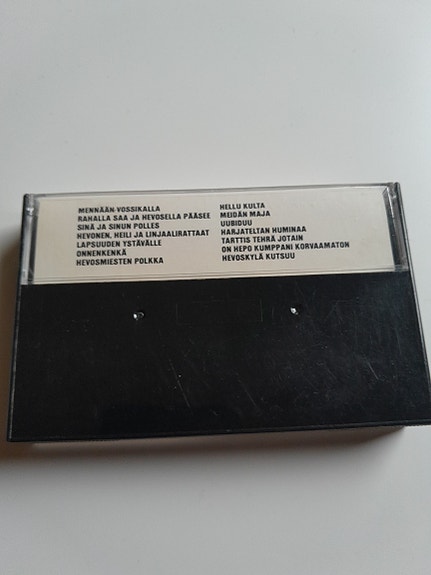 MENNÄÄN VOSSIKALLA
RAHALLA SAA JA HEVOSELLA PÄÄSEE
SINÄ JA SINUN POLLES
HEVONEN, HEILI JA LINJAALIRATTAAT
LAPSUUDEN YSTÄVÄLLE
ONNENKENKÄ
HEVOSMIESTEN POLKKA
HELLU KULTA
MEIDÄN MAJA
UUBIDUU
HARJATELTAN HUMINAA
TARTTIS TEHRÄ JOTAIN
ON HEPO KUMPPANI KORVAAMATON
HEVOSKYLÄ KUTSUU